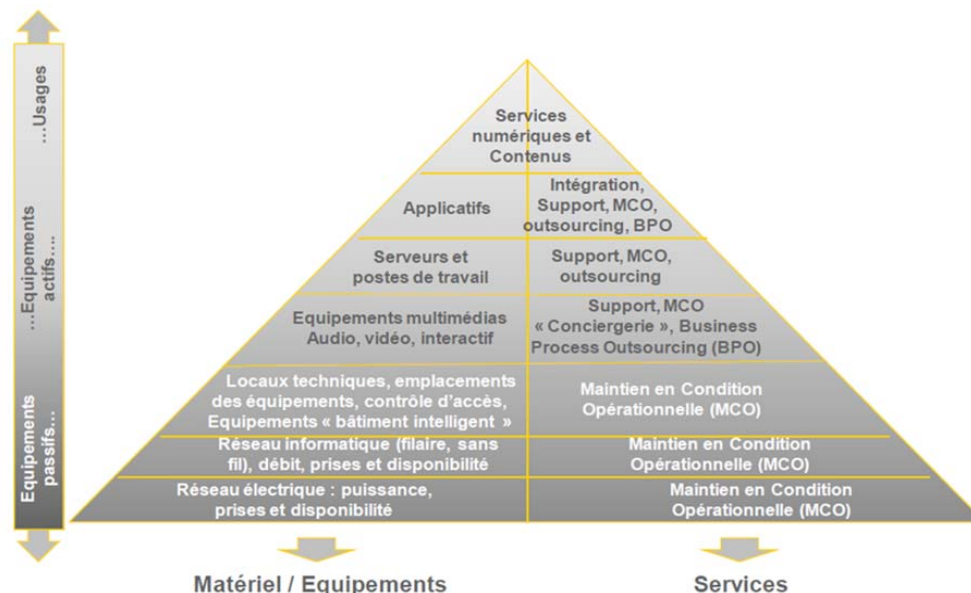 …Usages
…Equipements
actifs….
Equipements
passifs…
Services
numériques et
Contenus
Applicatifs
Intégration,
Support, MCO,
outsourcing, BPO
Serveurs et
postes de travail
Support, MCO,
outsourcing
Equipements multimédias
Audio, vidéo, interactif
Support, MCO
« Conciergerie », Business
Process Outsourcing (BPO)
Locaux techniques, emplacements
des équipements, contrôle d’accès,
Equipements « bâtiment intelligent »
Maintien en Condition
Opérationnelle (MCO)
Réseau informatique (filaire, sans
fil), débit, prises et disponibilité
Maintien en Condition
Opérationnelle (MCO)
Réseau électrique : puissance,
prises et disponibilité
Maintien en Condition
Opérationnelle (MCO)
Matériel / Equipements
Services